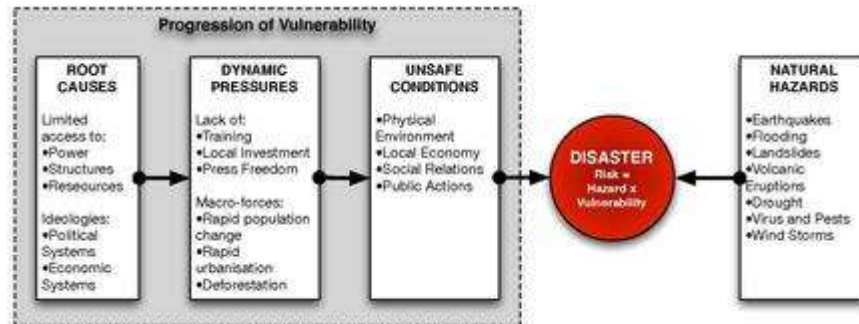 Progression of Vulnerability
ROOT
CAUSES
Limited
access to:
•Power
•Structures
•Reseources
Ideologies:
•Political
Systems
•Economic
Systems
DYNAMIC
PRESSURES
Lack of:
•Training
•Local Investment
•Press Freedom
Macro-forces:
•Rapid population
change
•Rapid
urbanisation
•Deforestation
UNSAFE
CONDITIONS
•Physical
Environment
•Local Economy
•Social Relations
•Public Actions
DISASTER
Risk =
Hazard x
Vulnerability
NATURAL
HAZARDS
•Earthquakes
•Flooding
•Landslides
•Volcanic
Eruptions
•Drought
•Virus and Pests
•Wind Storms